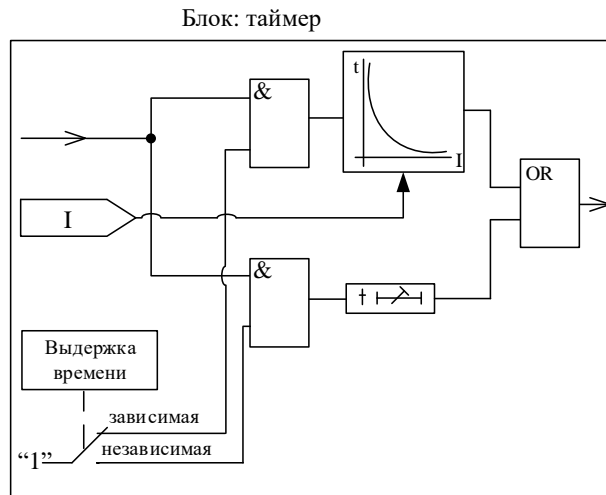 Блок: таймер
&
t
I
OR
I
&
t
Выдержка
времени
зависимая
независимая
“1”